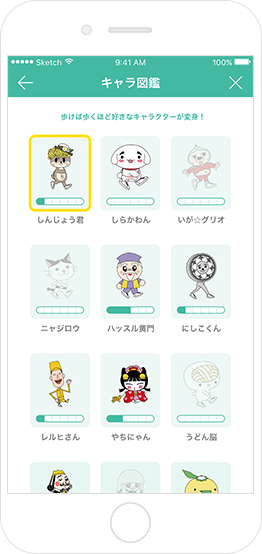 Sketch 9:41 AM 100%
キャラ図鑑
歩けば歩くほど好きなキャラクターが変身！
しんじょう君 しらかわん いが☆グリオ
ニャジロウ ハッスル黄門 にしこくん
レルヒさん やちにゃん うどん脳